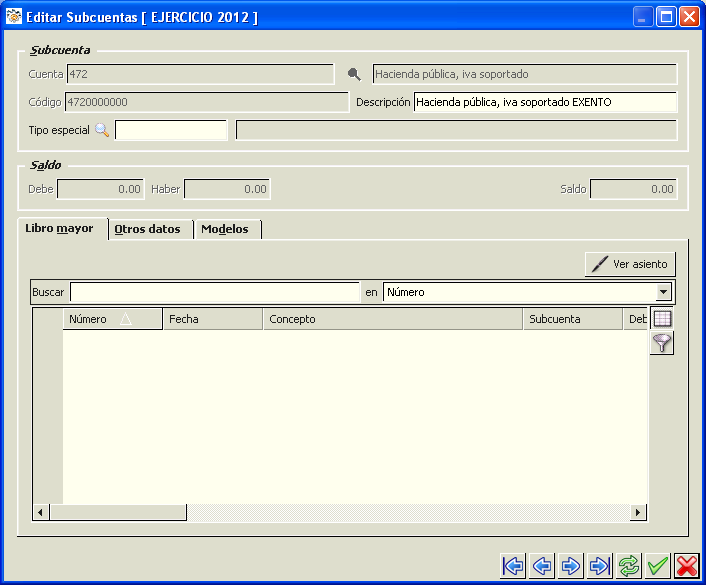 Editar Subcuentas [ EJERCICIO 2012 ]
Subcuenta
Cuenta 472 Hacienda pública, iva soportado
Código 4720000000 Descripción Hacienda pública, iva soportado EXENTO
Tipo especial
Saldo
Debe 0.00 Haber 0.00 Saldo 0.00
Libro mayor Otros datos Modelos
Ver asiento
Buscar en Número
Número Fecha Concepto Subcuenta Deb